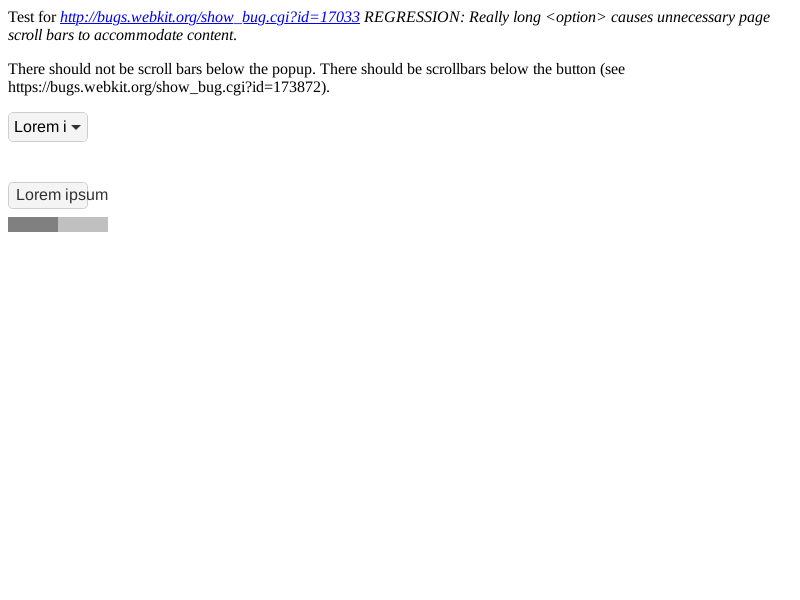 Test for http://bugs.webkit.org/show_bug.cgi?id=17033 REGRESSION: Really long <option> causes unnecessary page
scroll bars to accommodate content.
There should not be scroll bars below the popup. There should be scrollbars below the button (see
https://bugs.webkit.org/show_bug.cgi?id=173872).
Lorem i
Lorem ipsum